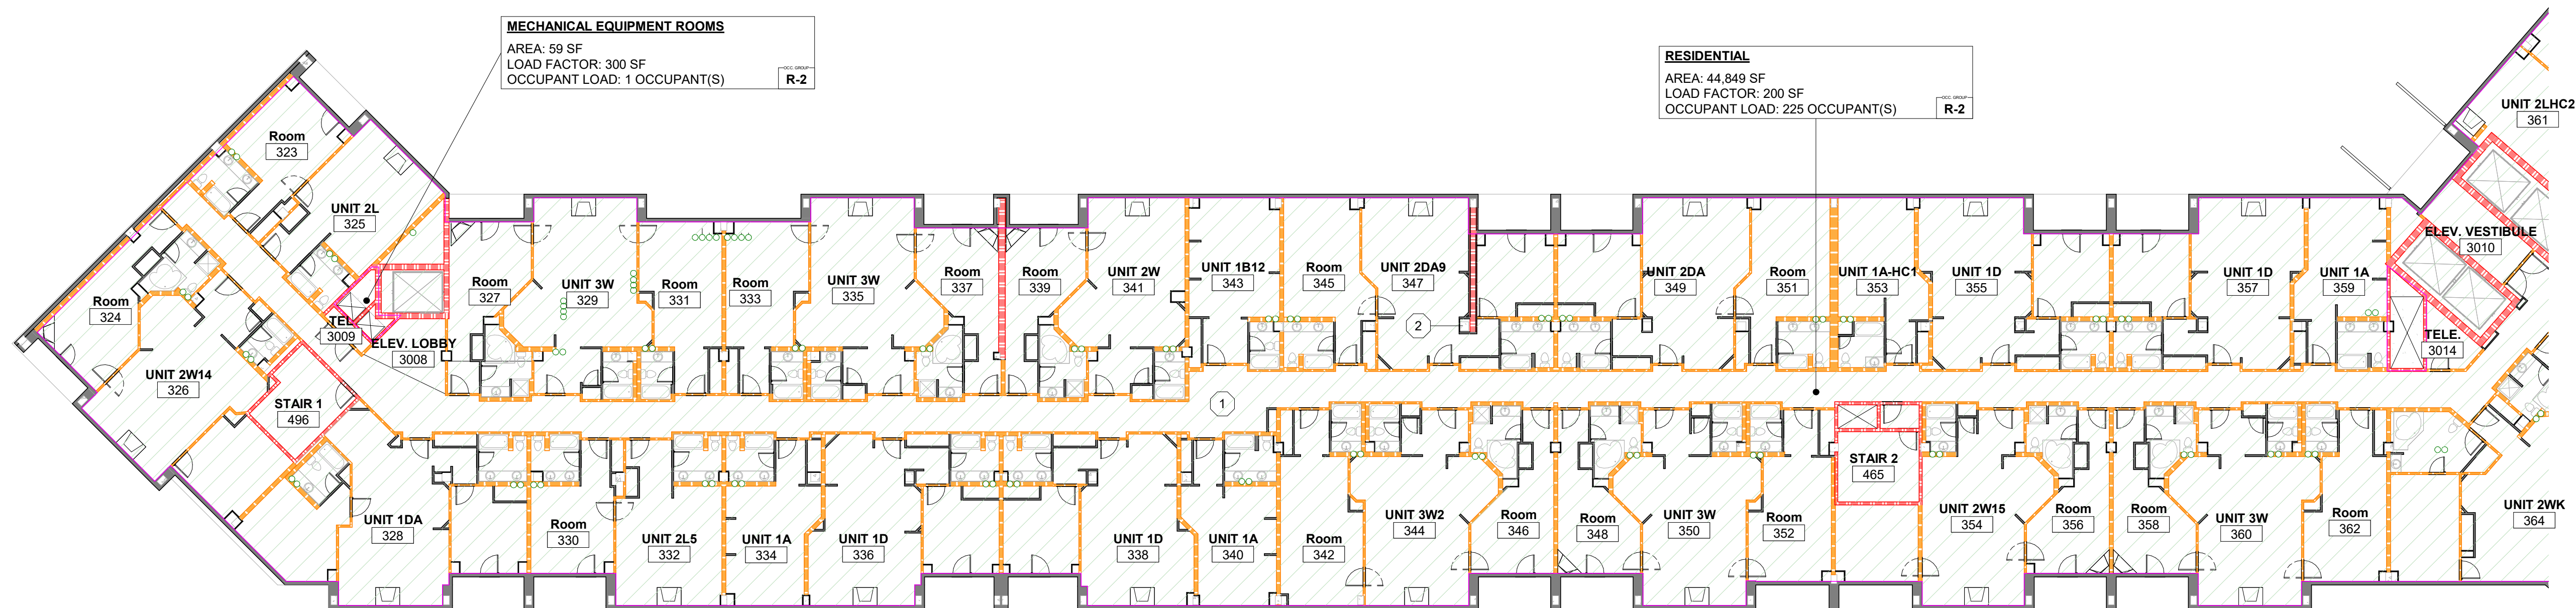 MECHANICAL EQUIPMENT ROOMS
AREA: 59 SF
LOAD FACTOR: 300 SF
OCCUPANT LOAD: 1 OCCUPANT(S)
OCC. GROUP
R-2
RESIDENTIAL
AREA: 44,849 SF
LOAD FACTOR: 200 SF
OCCUPANT LOAD: 225 OCCUPANT(S)
OCC. GROUP
R-2
UNIT 2LHC2
361
Room
323
UNIT 2L
325
ELEV. VESTIBULE
3010
Room
327
UNIT 3W
329
Room
331
Room
333
UNIT 3W
335
Room
337
Room
339
UNIT 2W
341
UNIT 1B12
343
Room
345
UNIT 2DA9
347
UNIT 2DA
349
Room
351
UNIT 1A-HC1
353
UNIT 1D
355
UNIT 1D
357
UNIT 1A
359
Room
324
TEL.
3009
ELEV. LOBBY
3008
2
TELE.
3014
UNIT 2W14
326
STAIR 1
496
1
STAIR 2
465
UNIT 1DA
328
Room
330
UNIT 2L5
332
UNIT 1A
334
UNIT 1D
336
UNIT 1D
338
UNIT 1A
340
Room
342
UNIT 3W2
344
Room
346
Room
348
UNIT 3W
350
Room
352
UNIT 2W15
354
Room
356
Room
358
UNIT 3W
360
Room
362
UNIT 2WK
364